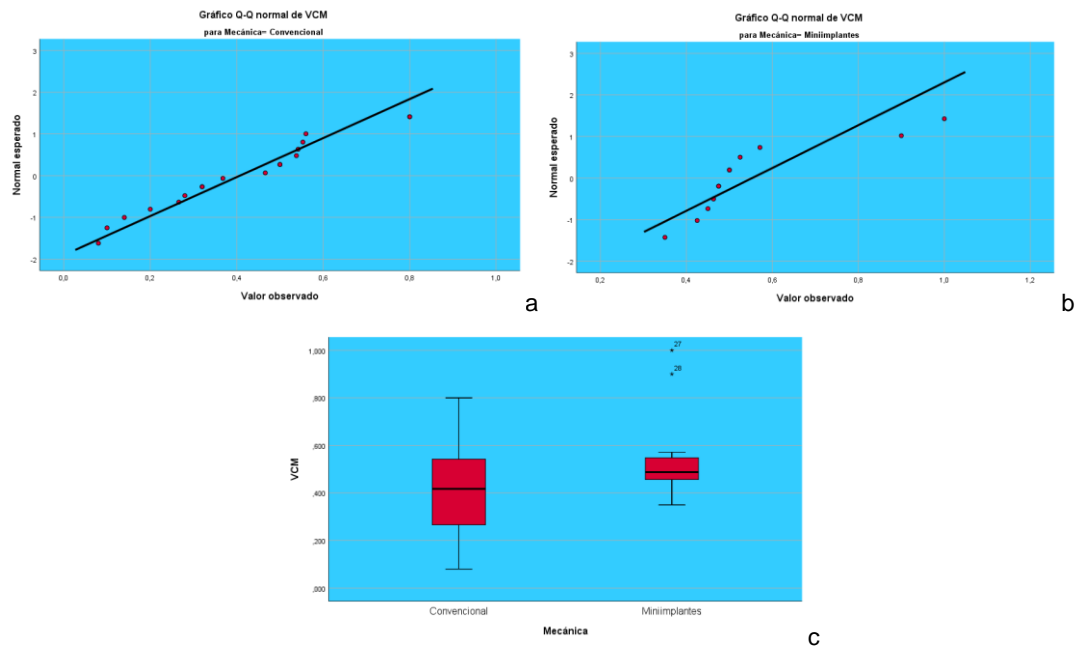 Gráfico Q-Q normal de VCM
para Mecánica= Convencional
Normal esperado
3
2
1
0
-1
-2
0,0
0,2
0,4
0,6
0,8
1,0
Valor observado
a
Gráfico Q-Q normal de VCM
para Mecánica= Miniimplantes
Normal esperado
3
2
1
0
-1
-2
0,2
0,4
0,6
0,8
1,0
1,2
Valor observado
b
VCM
1,000
,800
,600
,400
,200
,000
27
28
Convencional
Miniimplantes
Mecánica
c